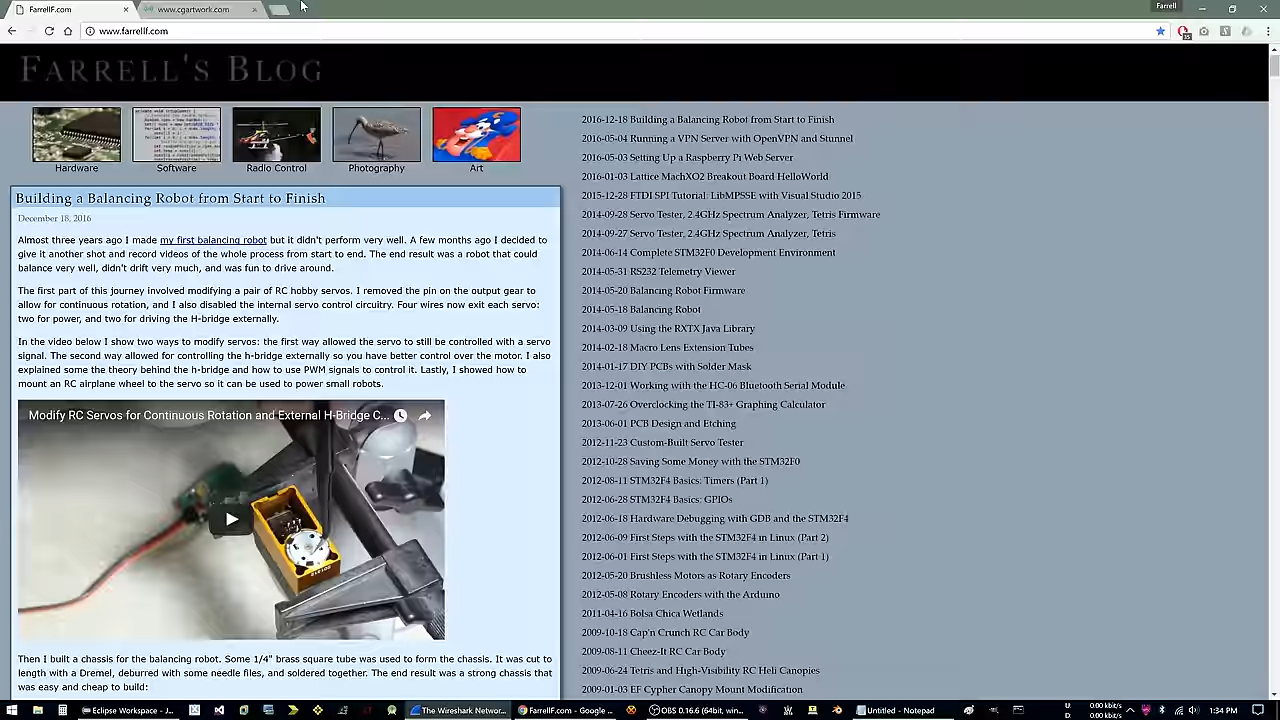 FarrellF.com
www.cgartwork.com
Farrell
www.farrellf.com
FARRELL'S BLOG
Hardware
Software
Radio Control
Photography
Art
Building a Balancing Robot from Start to Finish
December 18, 2016
Almost three years ago I made my first balancing robot but it didn't perform very well. A few months ago I decided to
give it another shot and record videos of the whole process from start to end. The end result was a robot that could
balance very well, didn't drift very much, and was fun to drive around.
The first part of this journey involved modifying a pair of RC hobby servos. I removed the pin on the output gear to
allow for continuous rotation, and I also disabled the internal servo control circuitry. Four wires now exit each servo:
two for power, and two for driving the H-bridge externally.
In the video below I show two ways to modify servos: the first way allowed the servo to still be controlled with a servo
signal. The second way allowed for controlling the h-bridge externally so you have better control over the motor. I also
explained some the theory behind the h-bridge and how to use PWM signals to control it. Lastly, I showed how to
mount an RC airplane wheel to the servo so it can be used to power small robots.
Modify RC Servos for Continuous Rotation and External H-Bridge C...
Then I built a chassis for the balancing robot. Some 1/4" brass square tube was used to form the chassis. It was cut to
length with a Dremel, deburred with some needle files, and soldered together. The end result was a strong chassis that
was easy and cheap to build:
2016-12-18 Building a Balancing Robot from Start to Finish
2016-12-04 Running a VPN Server with OpenVPN and Stunnel
2016-05-03 Setting Up a Raspberry Pi Web Server
2016-01-03 Lattice MachXO2 Breakout Board HelloWorld
2015-12-28 FTDI SPI Tutorial: LibMPSSE with Visual Studio 2015
2014-09-28 Servo Tester, 2.4GHz Spectrum Analyzer, Tetris Firmware
2014-09-27 Servo Tester, 2.4GHz Spectrum Analyzer, Tetris
2014-06-14 Complete STM32F0 Development Environment
2014-05-31 RS232 Telemetry Viewer
2014-05-20 Balancing Robot Firmware
2014-05-18 Balancing Robot
2014-03-09 Using the RXTX Java Library
2014-02-18 Macro Lens Extension Tubes
2014-01-17 DIY PCBs with Solder Mask
2013-12-01 Working with the HC-06 Bluetooth Serial Module
2013-07-26 Overclocking the TI-83+ Graphing Calculator
2013-06-01 PCB Design and Etching
2012-11-23 Custom-Built Servo Tester
2012-10-28 Saving Some Money with the STM32F0
2012-08-11 STM32F4 Basics: Timers (Part 1)
2012-06-28 STM32F4 Basics: GPIOs
2012-06-18 Hardware Debugging with GDB and the STM32F4
2012-06-09 First Steps with the STM32F4 in Linux (Part 2)
2012-06-01 First Steps with the STM32F4 in Linux (Part 1)
2012-05-20 Brushless Motors as Rotary Encoders
2012-05-08 Rotary Encoders with the Arduino
2011-04-16 Bolsa Chica Wetlands
2009-10-18 Cap'n Crunch RC Car Body
2009-08-11 Cheez-It RC Car Body
2009-06-24 Tetris and High-Visibility RC Heli Canopies
2009-01-03 EF Cypher Canopy Mount Modification
Eclipse Workspace - J...
The Wireshark Networ...
FarrellF.com - Google ...
OBS 0.16.6 (64bit, win...
Untitled - Notepad
U: 0.00 kbit/s
D: 0.00 kbit/s
1:34 PM